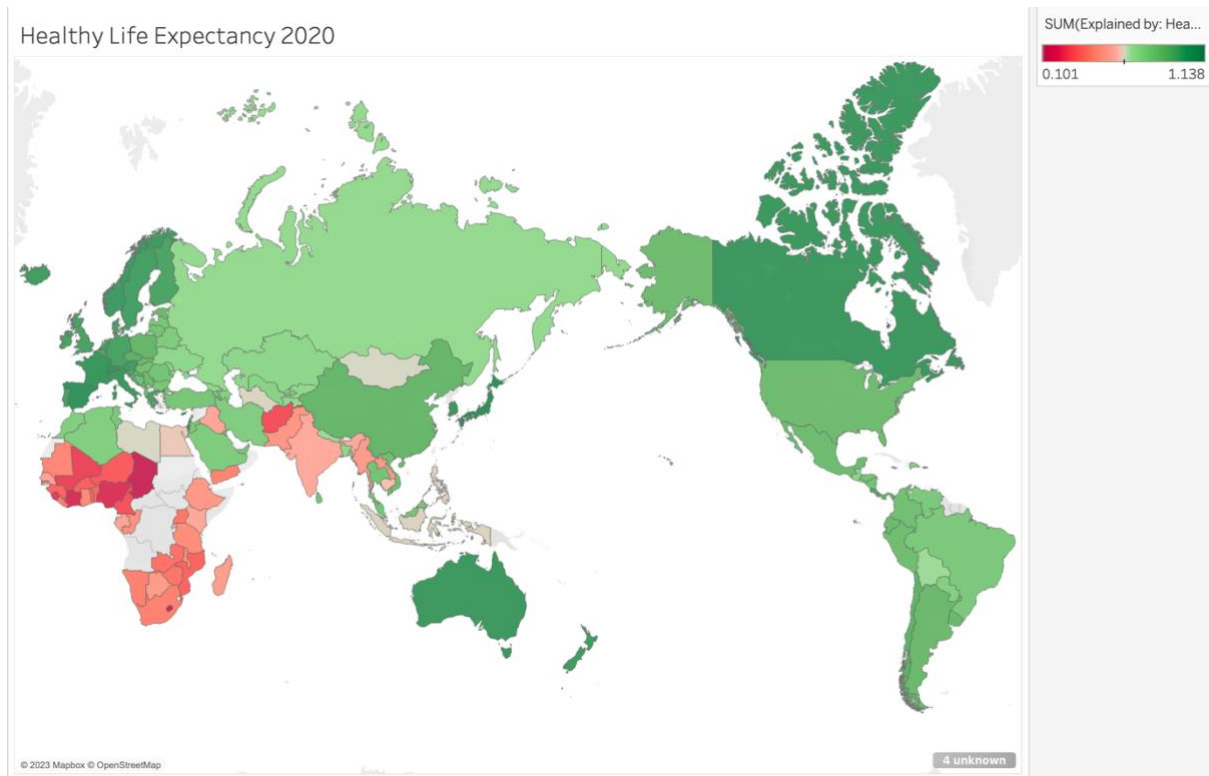 Healthy Life Expectancy 2020
SUM(Explained by: Hea...
0.101 1.138
© 2023 Mapbox © OpenStreetMap
4 unknown